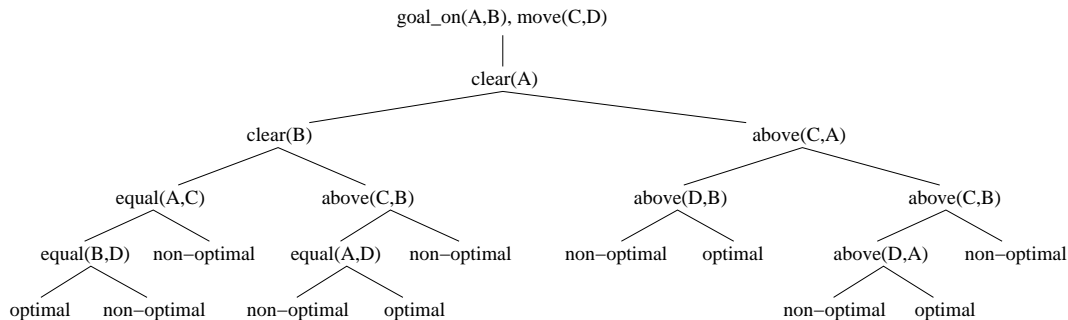 goal_on(A,B), move(C,D)
clear(A)
clear(B) above(C,A)
equal(A,C) above(C,B) above(D,B) above(C,B)
equal(B,D) non−optimal equal(A,D) non−optimal non−optimal optimal above(D,A) non−optimal
optimal non−optimal non−optimal optimal non−optimal optimal